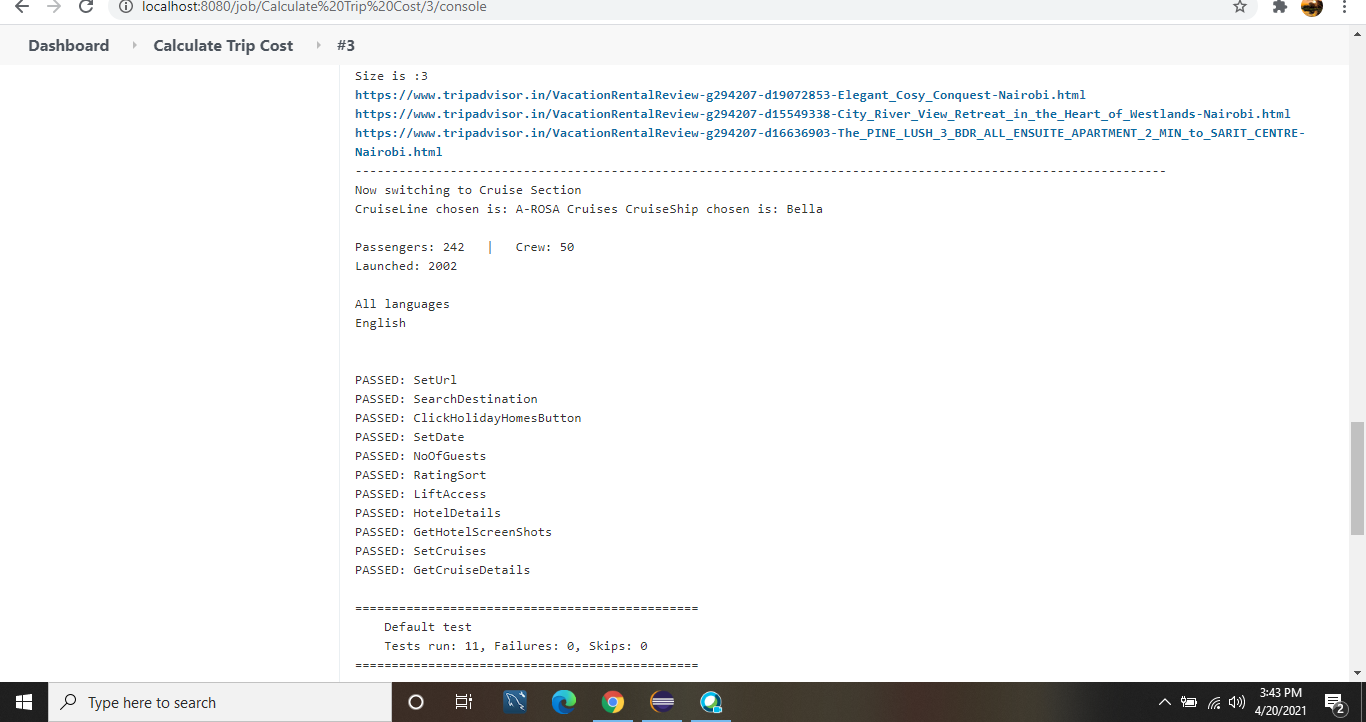 localhost:8080/job/Calculate%20Trip%20Cost/3/console
Dashboard Calculate Trip Cost #3
Size is :3
https://www.tripadvisor.in/VacationRentalReview-g294207-d19072853-Elegant_Cosy_Conquest-Nairobi.html
https://www.tripadvisor.in/VacationRentalReview-g294207-d15549338-City_River_View_Retreat_in_the_Heart_of_Westlands-Nairobi.html
https://www.tripadvisor.in/VacationRentalReview-g294207-d16636903-The_PINE_LUSH_3_BDR_ALL_ENSUITE_APARTMENT_2_MIN_to_SARIT_CENTRE-
Nairobi.html
---------------------------------------------------------------------------------------------------------------
Now switching to Cruise Section
CruiseLine chosen is: A-ROSA Cruises CruiseShip chosen is: Bella
Passengers: 242 | Crew: 50
Launched: 2002
All languages
English
PASSED: SetUrl
PASSED: SearchDestination
PASSED: ClickHolidayHomesButton
PASSED: SetDate
PASSED: NoOfGuests
PASSED: RatingSort
PASSED: LiftAccess
PASSED: HotelDetails
PASSED: GetHotelScreenShots
PASSED: SetCruises
PASSED: GetCruiseDetails
===============================================
Default test
Tests run: 11, Failures: 0, Skips: 0
===============================================
Type here to search
3:43 PM
4/20/2021
2